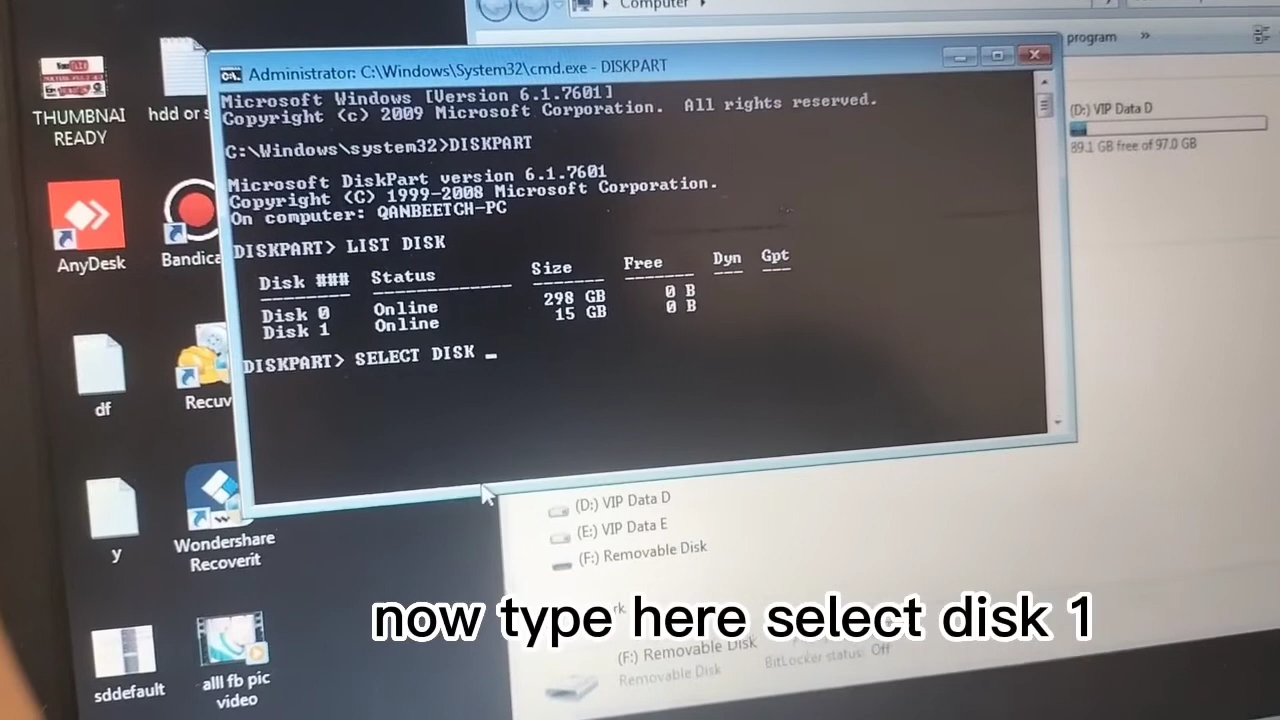 Computer
program
Administrator: C:\Windows\System32\cmd.exe - DISKPART
Microsoft Windows [Version 6.1.7601]
Copyright (c) 2009 Microsoft Corporation. All rights reserved.
C:\Windows\system32>DISKPART
Microsoft DiskPart version 6.1.7601
Copyright (C) 1999-2008 Microsoft Corporation.
On computer: QANBEETCH-PC
DISKPART> LIST DISK
Disk ### Status Size Free Dyn Gpt
Disk 0 Online 298 GB 0 B
Disk 1 Online 15 GB 0 B
DISKPART> SELECT DISK _
(D:) VIP Data D
89.1 GB free of 97.0 GB
THUMBNAI
READY
hdd or s
AnyDesk
Bandica
df
Recuv
y
Wondershare
Recoverit
sddefault
alll fb pic
video
(D:) VIP Data D
(E:) VIP Data E
(F:) Removable Disk
now type here select disk 1
(F:) Removable Disk
Removable Disk
BitLocker status: Off